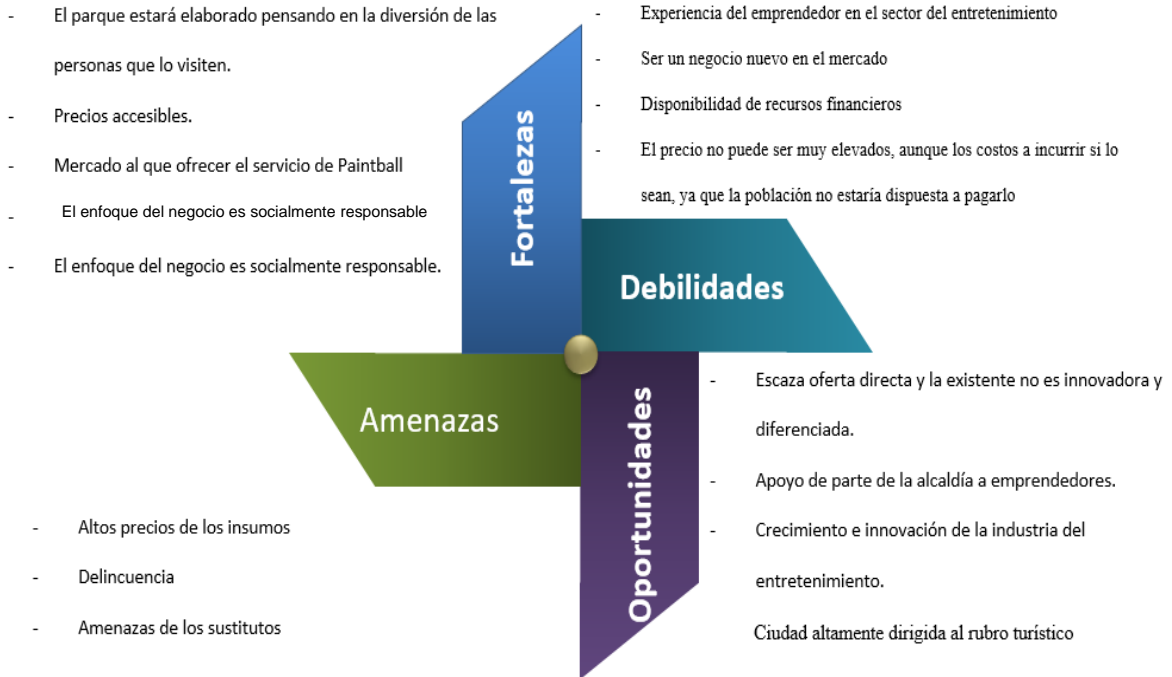 - El parque estará elaborado pensando en la diversión de las
personas que lo visiten.
- Precios accesibles.
- Mercado al que ofrecer el servicio de Paintball
- El enfoque del negocio es socialmente responsable
- El enfoque del negocio es socialmente responsable.
Fortalezas
- Experiencia del emprendedor en el sector del entretenimiento
- Ser un negocio nuevo en el mercado
- Disponibilidad de recursos financieros
- El precio no puede ser muy elevados, aunque los costos a incurrir si lo
sean, ya que la población no estaría dispuesta a pagarlo
Debilidades
Amenazas
- Altos precios de los insumos
- Delincuencia
- Amenazas de los sustitutos
Oportunidades
- Escaza oferta directa y la existente no es innovadora y
diferenciada.
- Apoyo de parte de la alcaldía a emprendedores.
- Crecimiento e innovación de la industria del
entretenimiento.
Ciudad altamente dirigida al rubro turístico